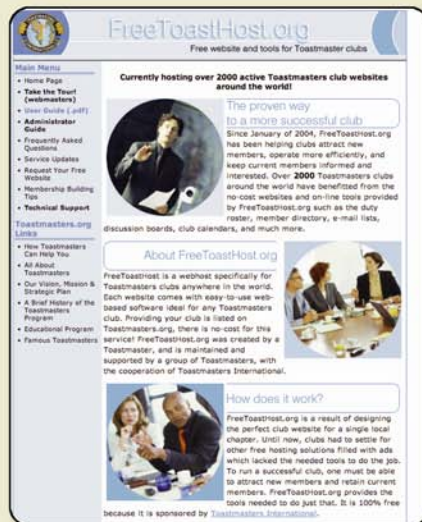 FreeToastHost.org
Free website and tools for Toastmaster clubs
Main Menu
• Home Page
• Take the Tour!
(webmasters)
• User Guide (.pdf)
• Administrator
Guide
• Frequently Asked
Questions
• Service Updates
• Request Your Free
Website
• Membership Building
Tips
• Technical Support
Toastmasters.org
Links
• How Toastmasters
Can Help You
• All About
Toastmasters
• Our Vision, Mission &
Strategic Plan
• A Brief History of the
Toastmasters
Program
• Educational Program
• Famous Toastmasters
Currently hosting over 2000 active Toastmasters club websites
around the world!
The proven way
to a more successful club
Since January of 2004, FreeToastHost.org
has been helping clubs attract new
members, operate more efficiently, and
keep current members informed and
interested. Over 2000 Toastmasters clubs
around the world have benefitted from the
no-cost websites and on-line tools provided
by FreeToastHost.org such as the duty
roster, member directory, e-mail lists,
discussion boards, club calendars, and much more.
About FreeToastHost.org
FreeToastHost is a webhost specifically for
Toastmasters clubs anywhere in the world.
Each website comes with easy-to-use web-
based software ideal for any Toastmasters
club. Providing your club is listed on
Toastmasters.org, there is no-cost for this
service! FreeToastHost.org was created by a
Toastmaster, and is maintained and
supported by a group of Toastmasters, with
the cooperation of Toastmasters International.
How does it work?
FreeToastHost.org is a result of designing
the perfect club website for a single local
chapter. Until now, clubs had to settle for
other free hosting solutions filled with ads
which lacked the needed tools to do the job.
To run a successful club, one must be able
to attract new members and retain current
members. FreeToastHost.org provides the
tools needed to do just that. It is 100% free
because it is sponsored by Toastmasters International.